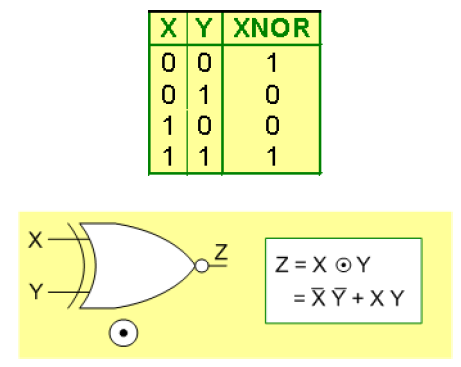 X Y XNOR
0 0 1
0 1 0
1 0 0
1 1 1
X
Z
Y
Z = X ⊙ Y
= X̅ Y̅ + X Y